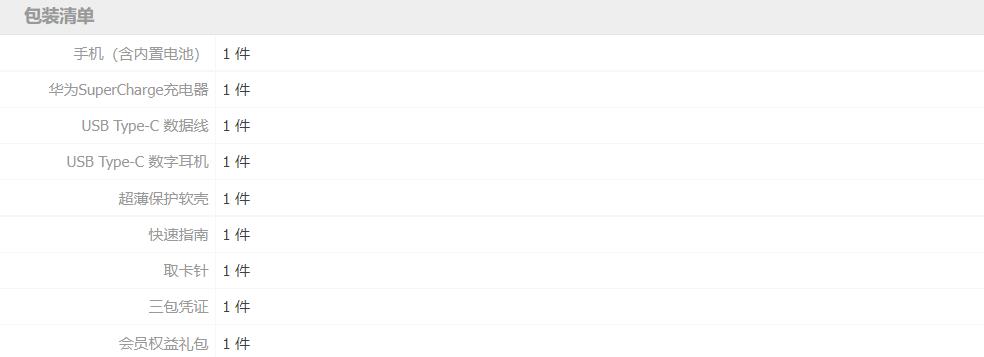 包装清单
手机（含内置电池） 1 件
华为SuperCharge充电器 1 件
USB Type-C 数据线 1 件
USB Type-C 数字耳机 1 件
超薄保护软壳 1 件
快速指南 1 件
取卡针 1 件
三包凭证 1 件
会员权益礼包 1 件